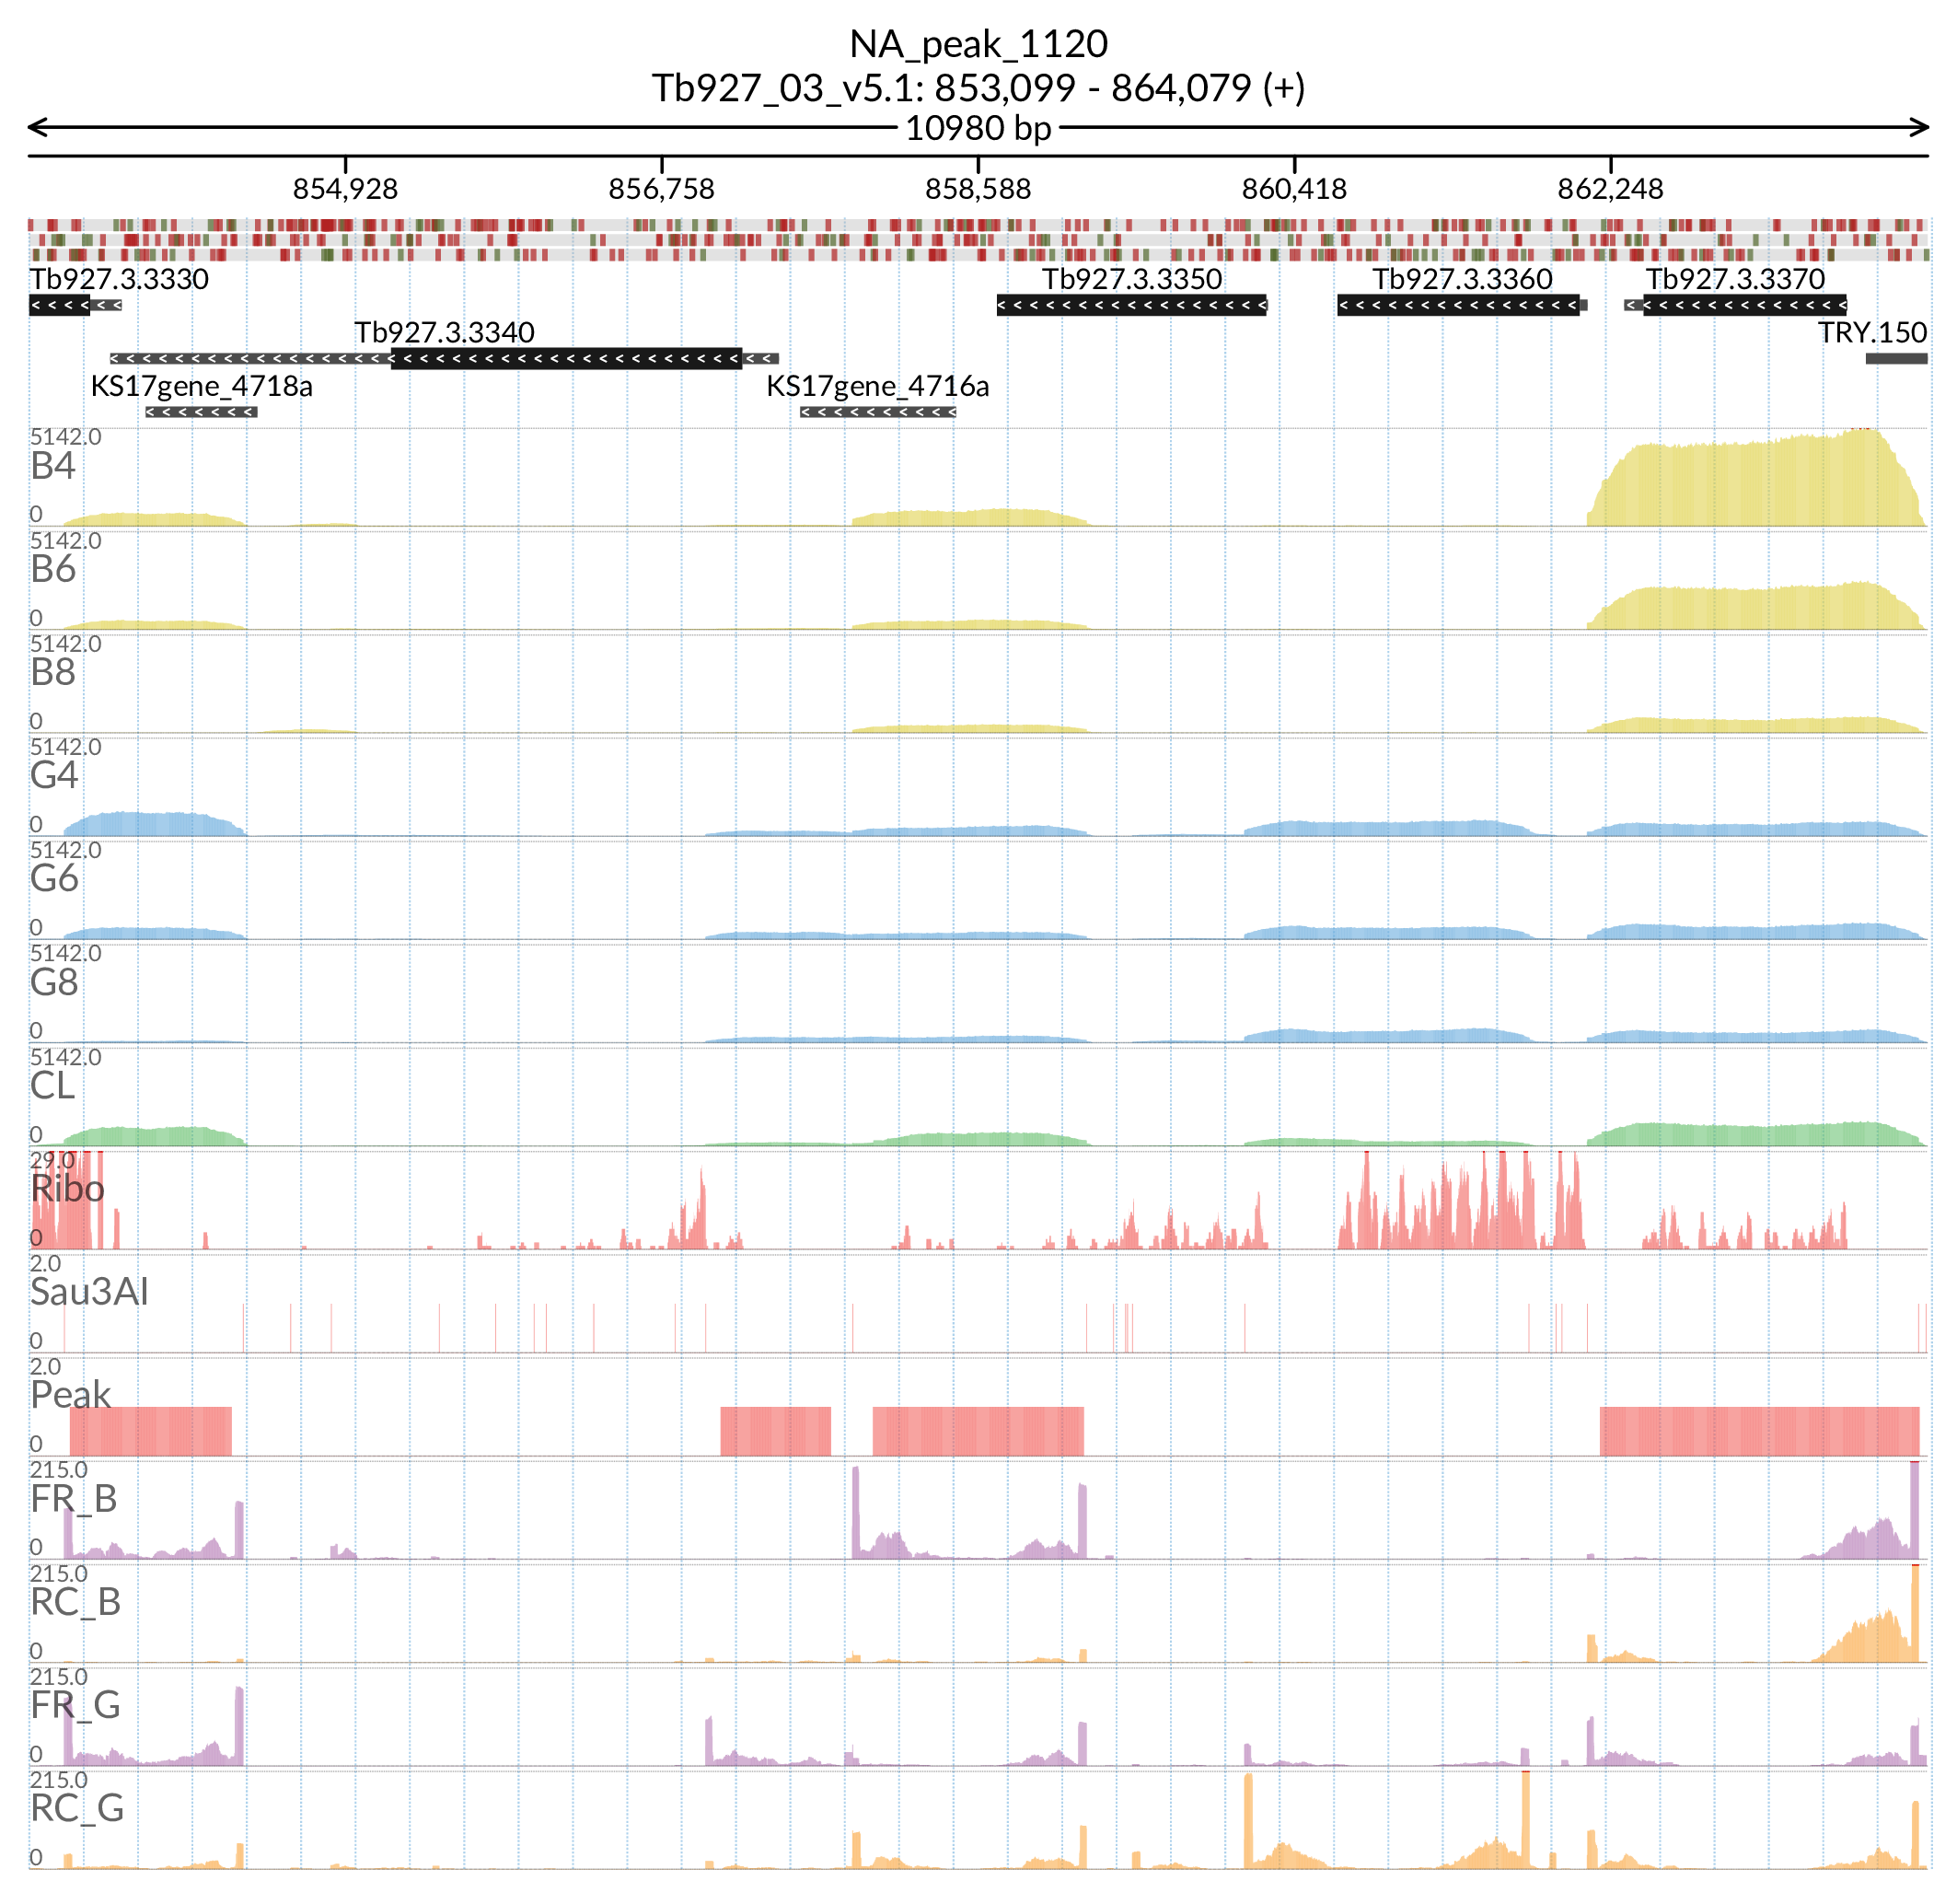 NA_peak_1120
Tb927_03_v5.1: 853,099 - 864,079 (+)
10980 bp
854,928 856,758 858,588 860,418 862,248
Tb927.3.3330 Tb927.3.3350 Tb927.3.3360 Tb927.3.3370
Tb927.3.3340 TRY.150
KS17gene_4718a KS17gene_4716a
5142.0
B4
0
5142.0
B6
0
5142.0
B8
0
5142.0
G4
0
5142.0
G6
0
5142.0
G8
0
5142.0
CL
0
29.0
Ribo
0
2.0
Sau3AI
0
2.0
Peak
0
215.0
FR_B
0
215.0
RC_B
0
215.0
FR_G
0
215.0
RC_G
0